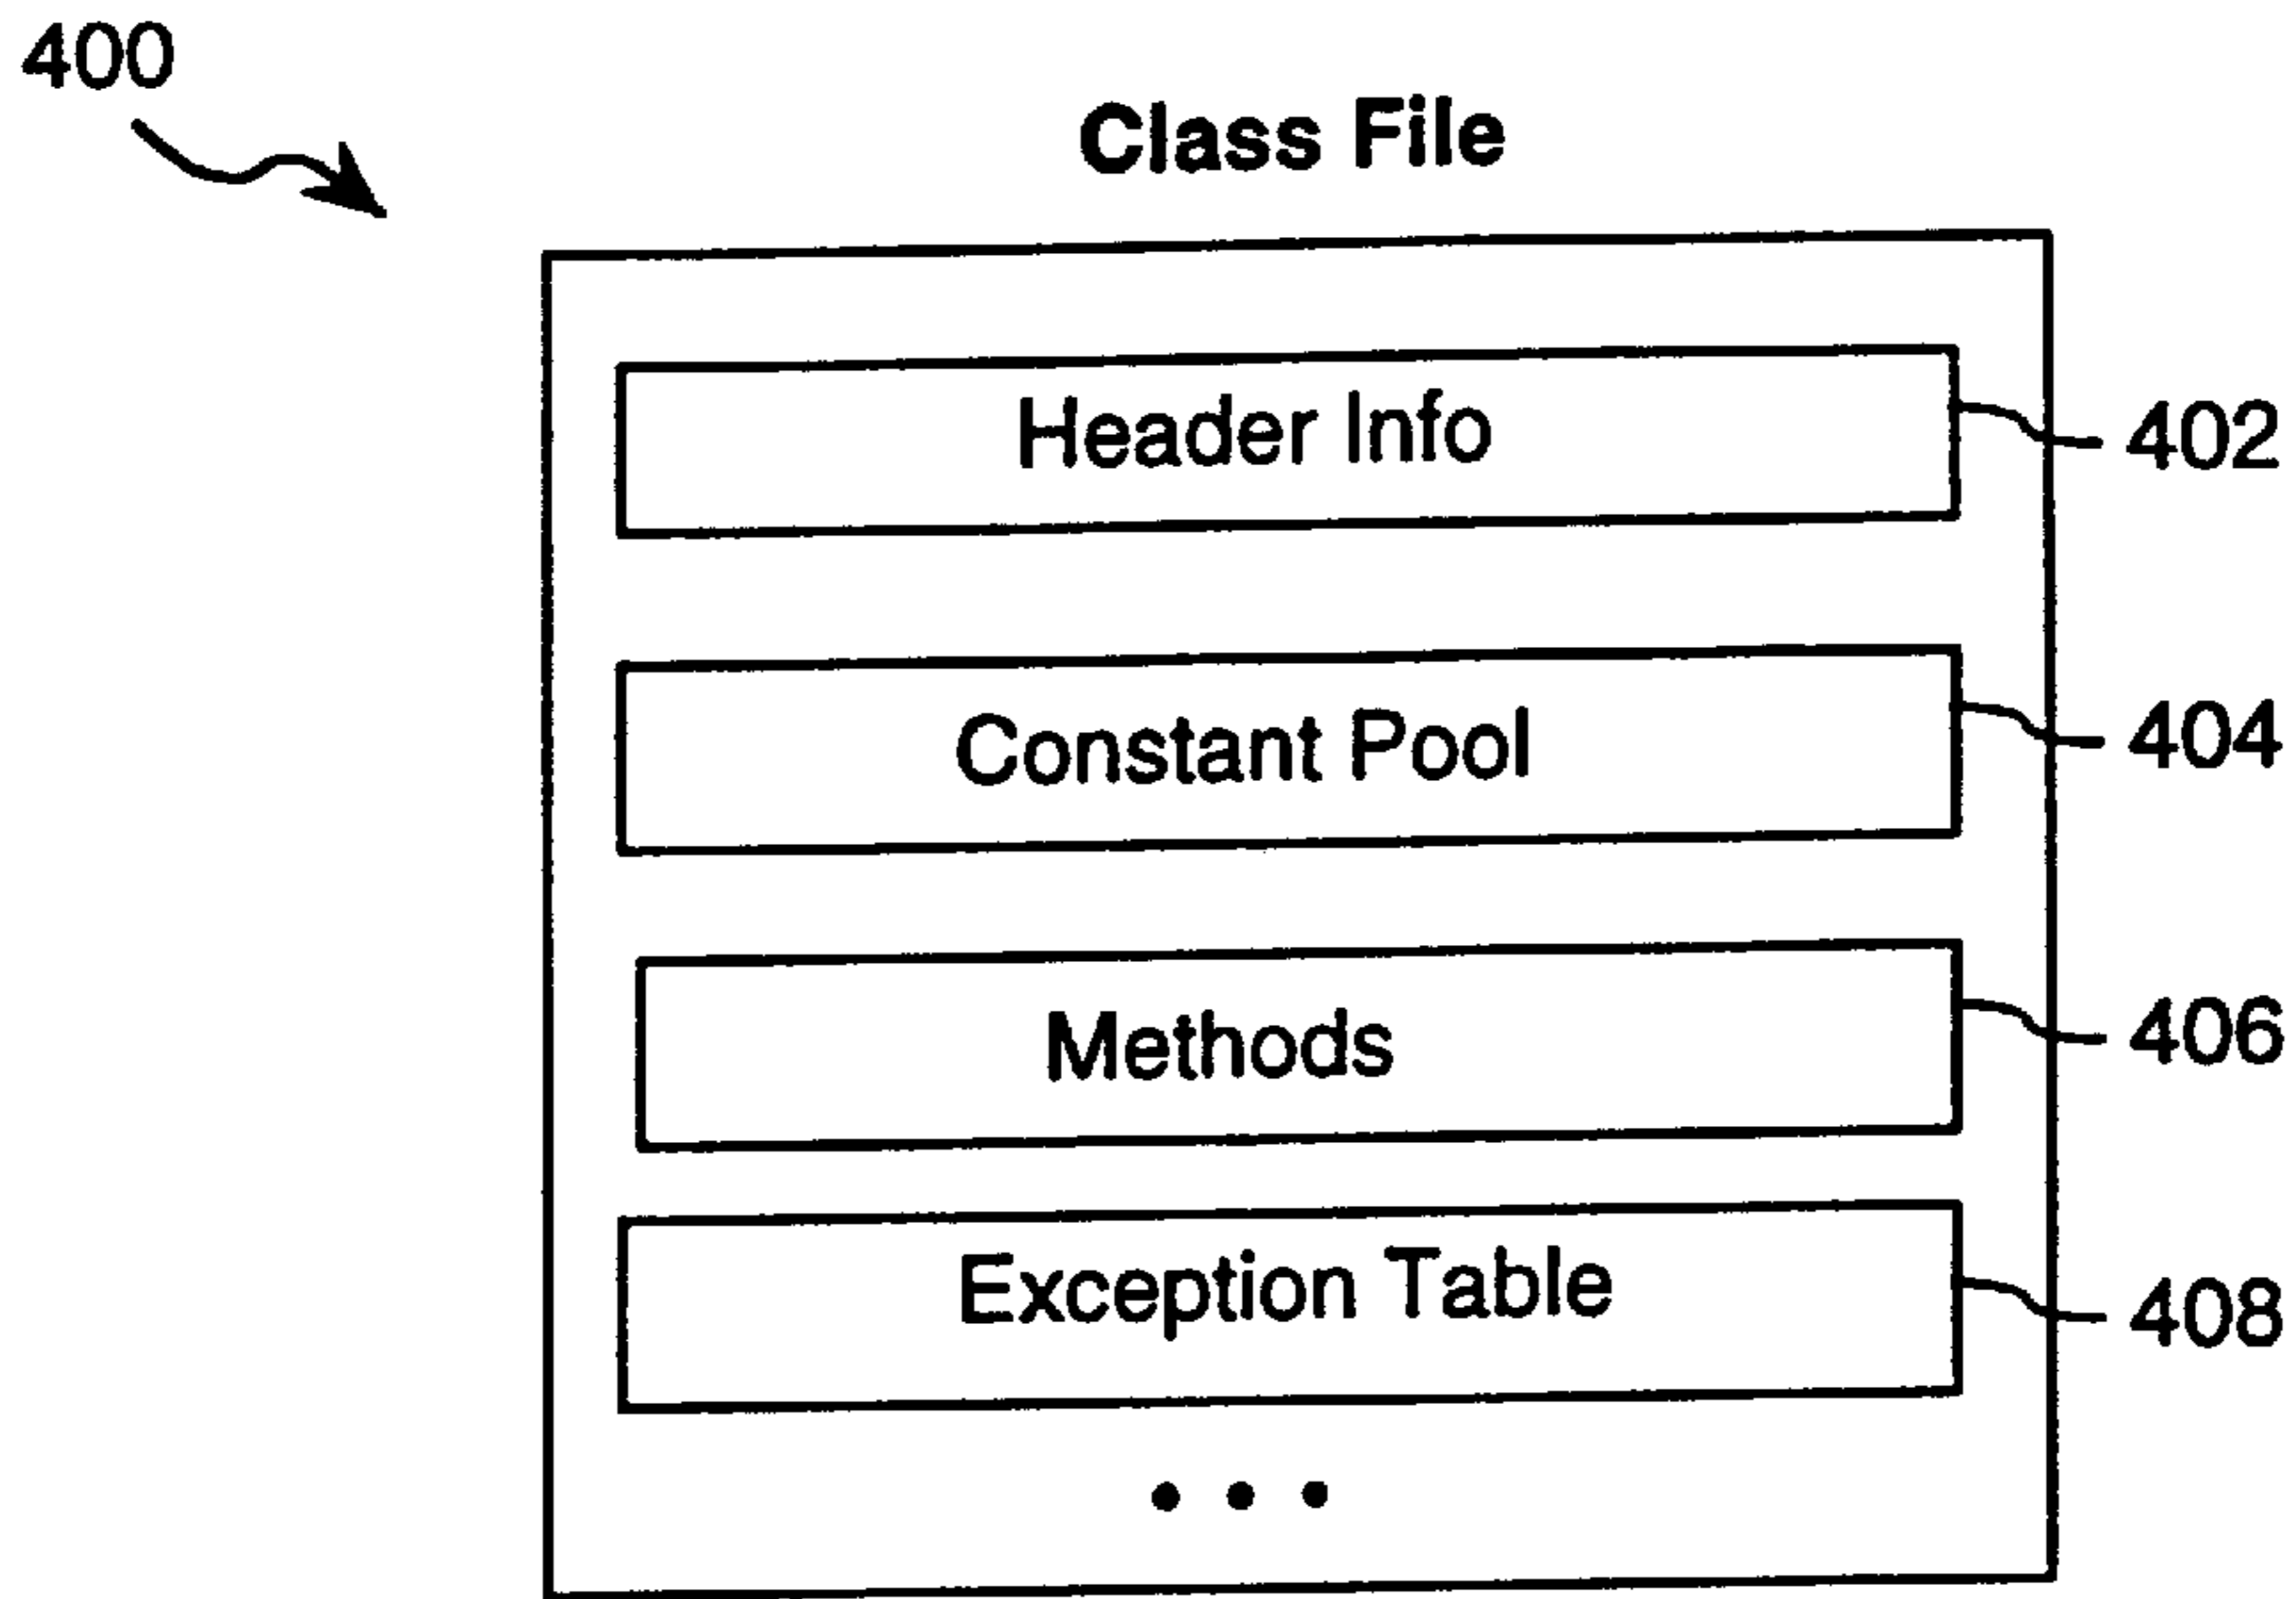 400
Class File
Header Info
402
Constant Pool
404
Methods
406
Exception Table
408
• • •